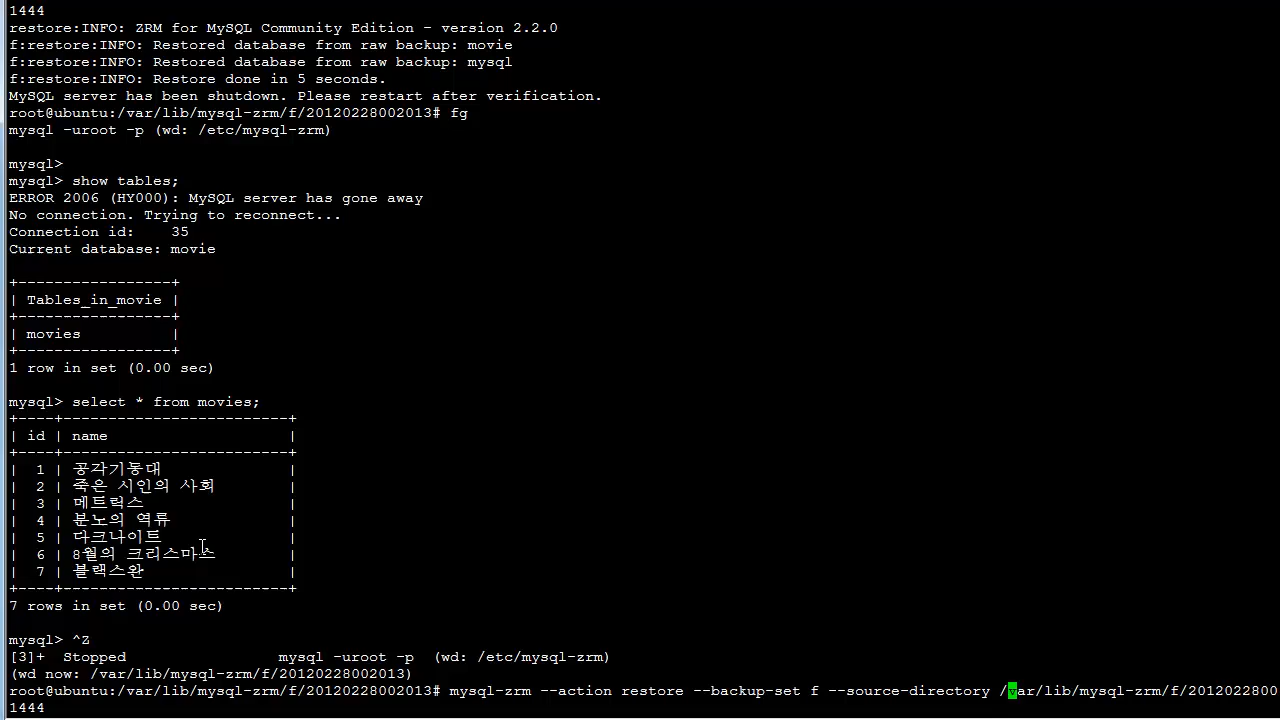 1444
restore:INFO: ZRM for MySQL Community Edition - version 2.2.0
f:restore:INFO: Restored database from raw backup: movie
f:restore:INFO: Restored database from raw backup: mysql
f:restore:INFO: Restore done in 5 seconds.
MySQL server has been shutdown. Please restart after verification.
root@ubuntu:/var/lib/mysql-zrm/f/20120228002013# fg
mysql -uroot -p (wd: /etc/mysql-zrm)
mysql>
mysql> show tables;
ERROR 2006 (HY000): MySQL server has gone away
No connection. Trying to reconnect...
Connection id:    35
Current database: movie
+-----------------+
| Tables_in_movie |
+-----------------+
| movies          |
+-----------------+
1 row in set (0.00 sec)
mysql> select * from movies;
+----+-------------------------+
| id | name                    |
+----+-------------------------+
|  1 | 공각기동대              |
|  2 | 죽은 시인의 사회        |
|  3 | 메트릭스                |
|  4 | 분노의 역류             |
|  5 | 다크나이트              |
|  6 | 8월의 크리스마스        |
|  7 | 블랙스완                |
+----+-------------------------+
7 rows in set (0.00 sec)
mysql> ^Z
[3]+  Stopped                 mysql -uroot -p  (wd: /etc/mysql-zrm)
(wd now: /var/lib/mysql-zrm/f/20120228002013)
root@ubuntu:/var/lib/mysql-zrm/f/20120228002013# mysql-zrm --action restore --backup-set f --source-directory /var/lib/mysql-zrm/f/2012022800
1444